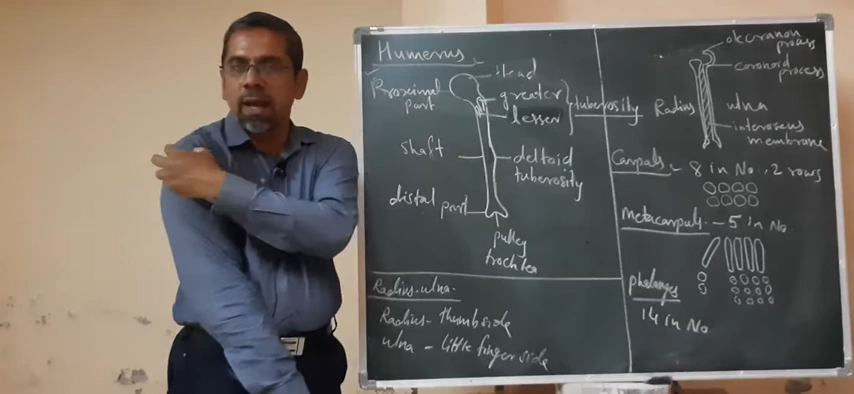 Humerus
Head
Proximal part
greater
lesser
tuberosity
shaft
deltoid tuberosity
distal part
pulley
trochlea
Radius-ulna-
Radius - thumb side
ulna - Little finger side
olecranon process
coronoid process
Radius
ulna
interosseus
membrane
Carpals - 8 in No, 2 rows
metacarpals - 5 in No
phalanges
14 in No